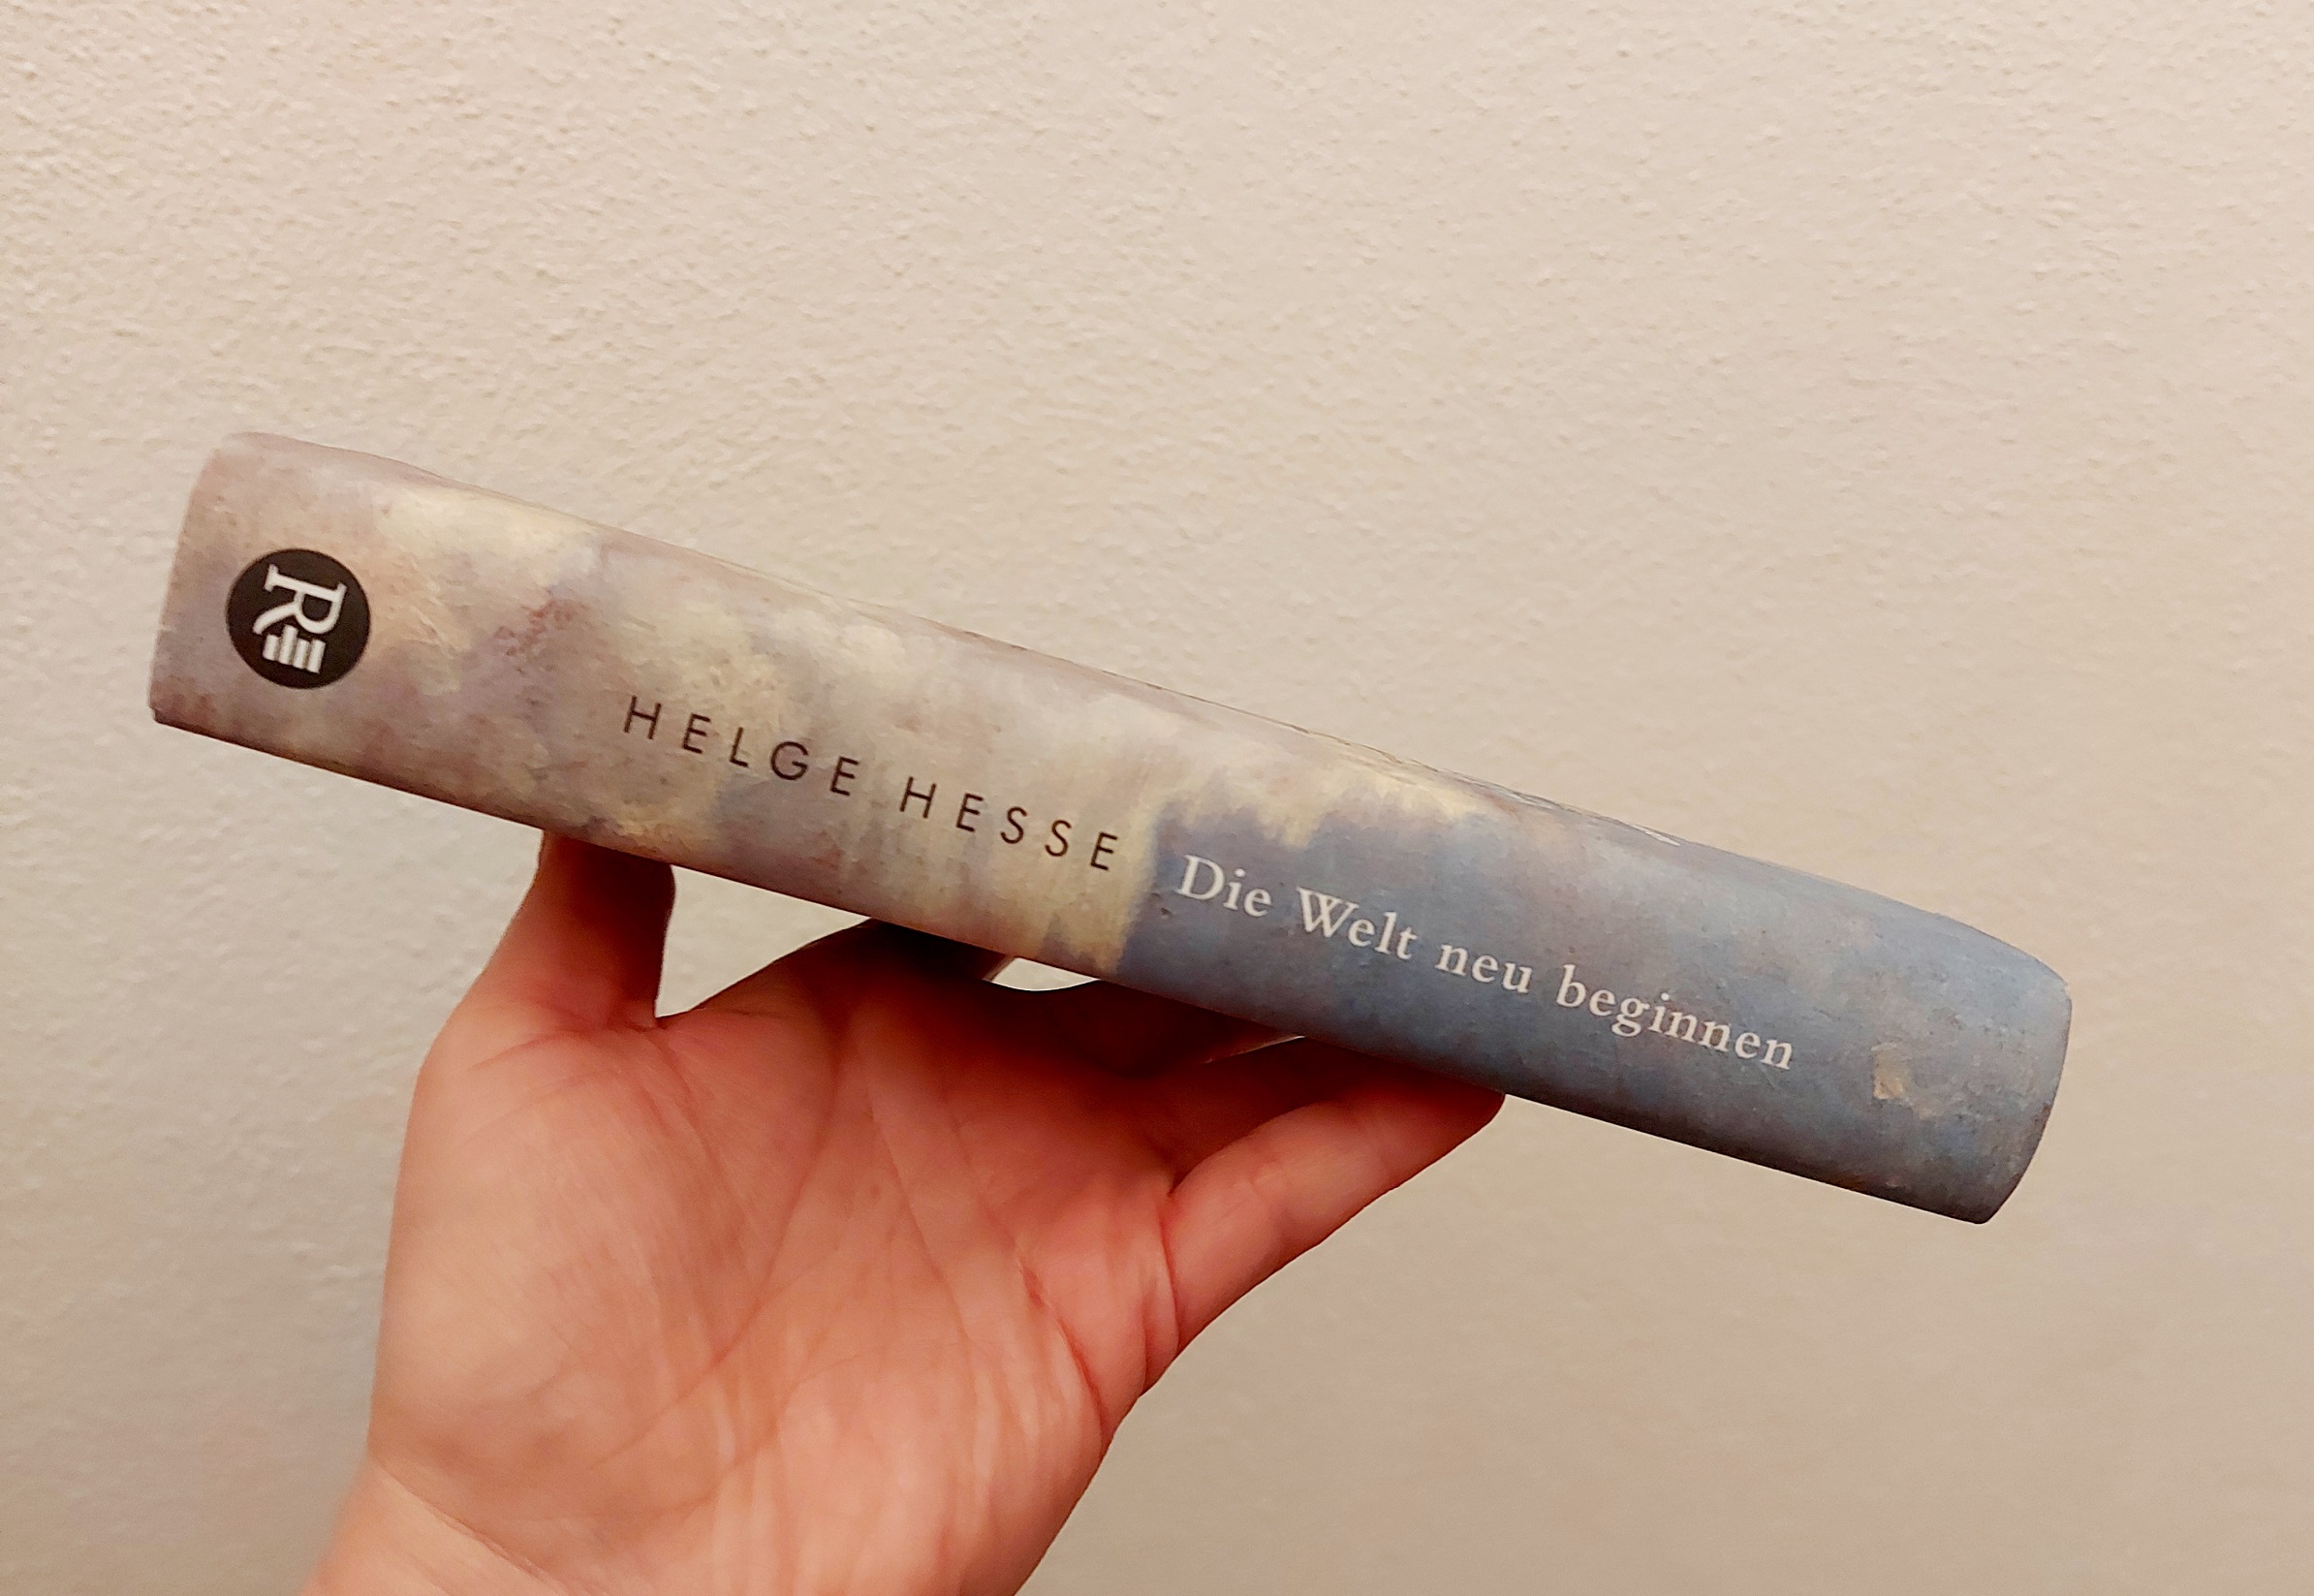 R
HELGE HESSE
Die Welt neu beginnen